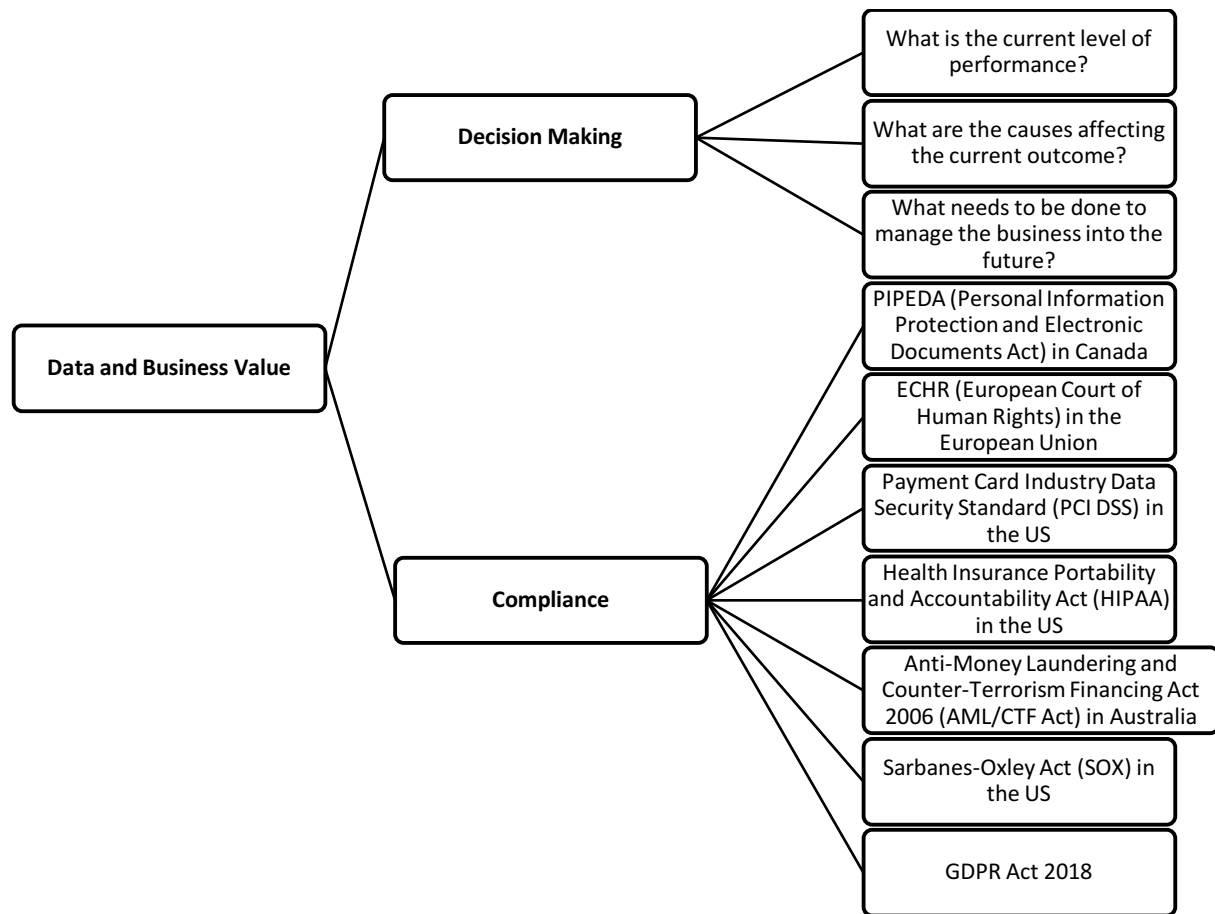 What is the current level of
performance?
Decision Making
What are the causes affecting
the current outcome?
What needs to be done to
manage the business into the
future?
Data and Business Value
PIPEDA (Personal Information
Protection and Electronic
Documents Act) in Canada
ECHR (European Court of
Human Rights) in the
European Union
Payment Card Industry Data
Security Standard (PCI DSS) in
the US
Compliance
Health Insurance Portability
and Accountability Act (HIPAA)
in the US
Anti-Money Laundering and
Counter-Terrorism Financing Act
2006 (AML/CTF Act) in Australia
Sarbanes-Oxley Act (SOX) in
the US
GDPR Act 2018